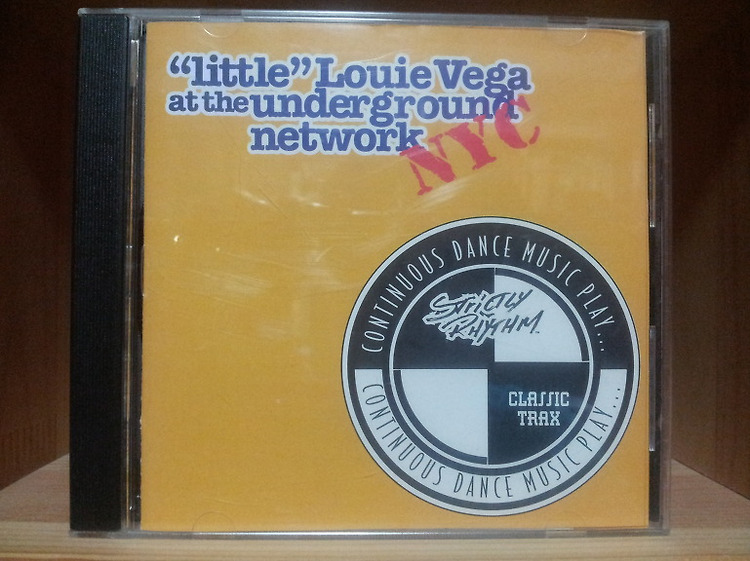 “little” Louie Vega
at the underground
network
NYC
CONTINUOUS DANCE MUSIC PLAY...
STRICTLY
RHYTHM
CLASSIC
TRAX
CONTINUOUS DANCE MUSIC PLAY...